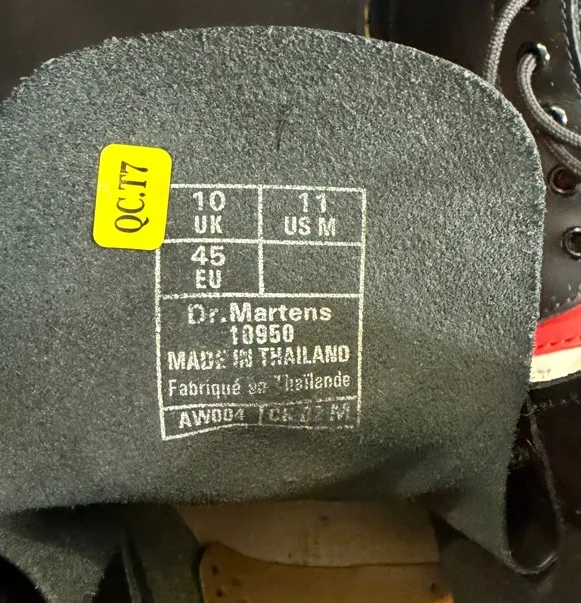 QC.T7
10 11
UK US M
45
EU
Dr.Martens
10950
MADE IN THAILAND
Fabriqué en Thaïlande
AW004